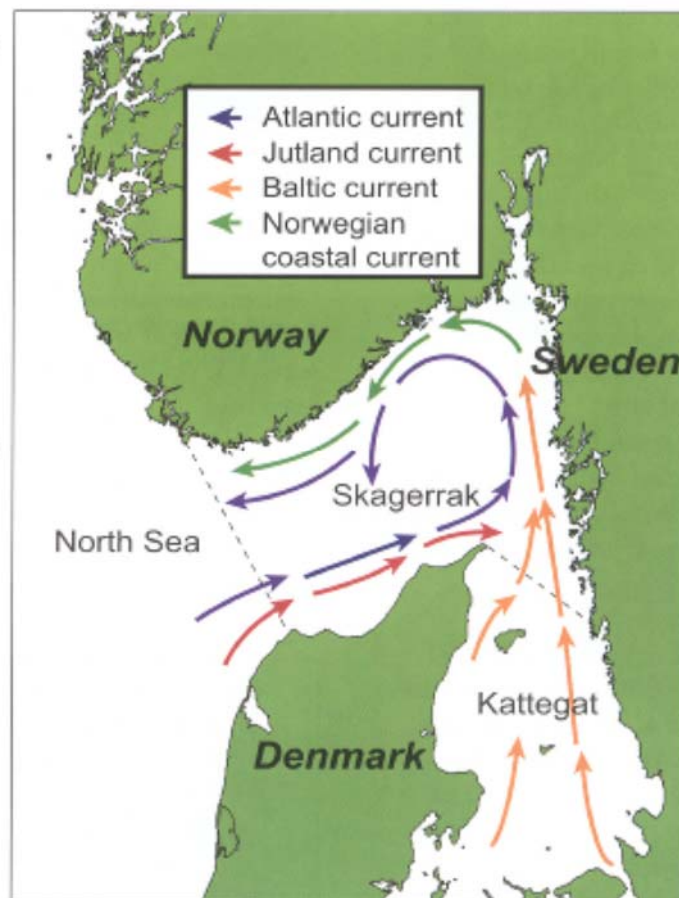 Atlantic current
Jutland current
Baltic current
Norwegian
coastal current
Norway
Sweden
Skagerrak
North Sea
Kattegat
Denmark